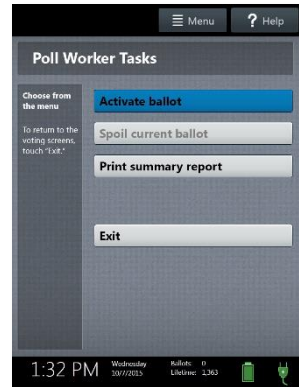 Menu
? Help
Poll Worker Tasks
Choose from
the menu
To return to the
voting screens,
touch "Exit."
Activate ballot
Spoil current ballot
Print summary report
Exit
1:32 PM
Wednesday
10/7/2015
Ballots: 0
Lifetime: 1,363